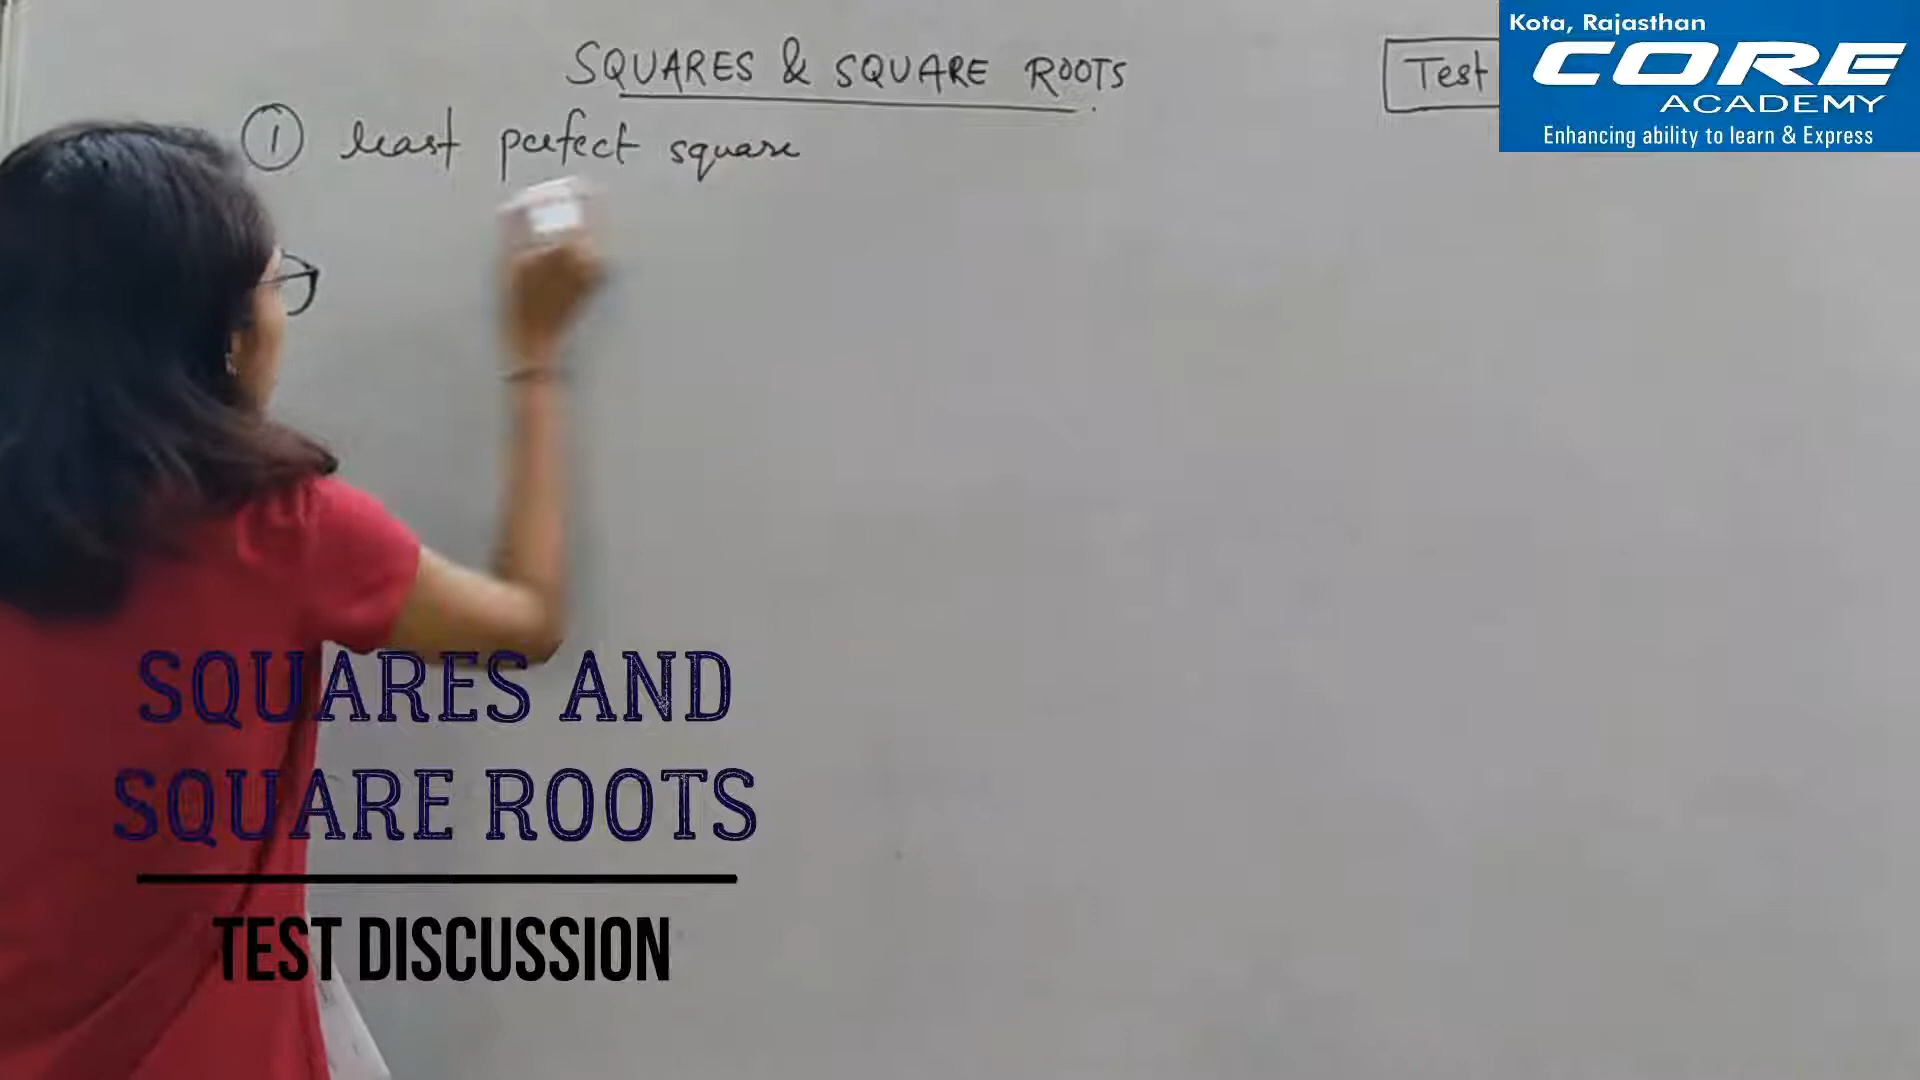 SQUARES & SQUARE ROOTS
Test
Kota, Rajasthan
CORE
ACADEMY
Enhancing ability to learn & Express
① least perfect square
SQUARES AND
SQUARE ROOTS
TEST DISCUSSION